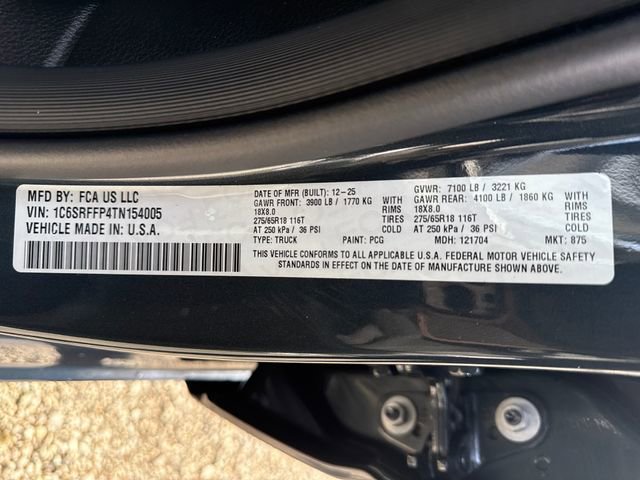 MFD BY: FCA US LLC
VIN: 1C6SRFFP4TN154005
VEHICLE MADE IN: U.S.A.
DATE OF MFR (BUILT): 12-25
GAWR FRONT: 3900 LB / 1770 KG WITH
18X8.0 RIMS
275/65R18 116T TIRES
AT 250 kPa / 36 PSI COLD
TYPE: TRUCK PAINT: PCG
GVWR: 7100 LB / 3221 KG
GAWR REAR: 4100 LB / 1860 KG WITH
18X8.0 RIMS
275/65R18 116T TIRES
AT 250 kPa / 36 PSI COLD
MDH: 121704 MKT: 875
THIS VEHICLE CONFORMS TO ALL APPLICABLE U.S.A. FEDERAL MOTOR VEHICLE SAFETY
STANDARDS IN EFFECT ON THE DATE OF MANUFACTURE SHOWN ABOVE.